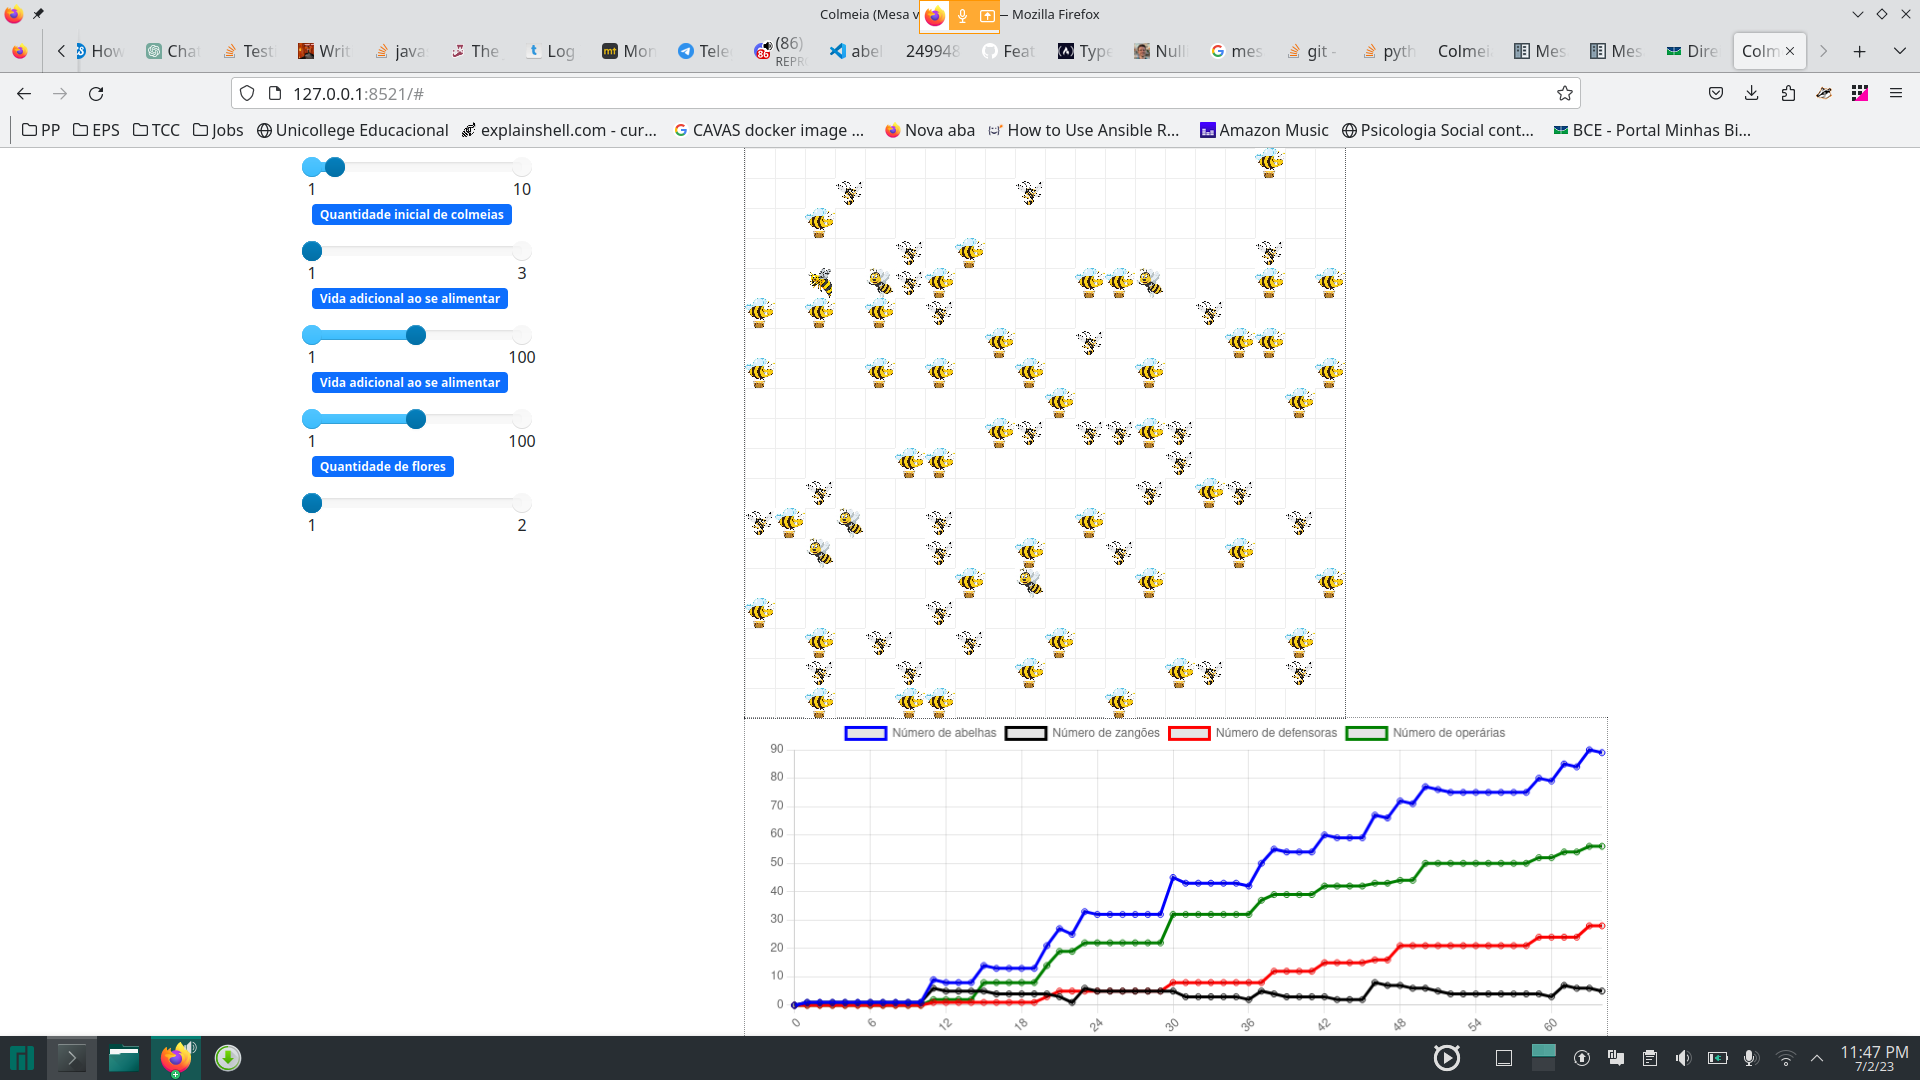 Colmeia (Mesa v — Mozilla Firefox
How Cha Test Writ java The Log Mon Tele (86) REPR abel 249948 Feat Type Nulli mes git - pyth Colmei Mes Mes Dire Colm
127.0.0.1:8521/#
PP EPS TCC Jobs Unicollege Educacional explainshell.com - cur... CAVAS docker image ... Nova aba How to Use Ansible R... Amazon Music Psicologia Social cont... BCE - Portal Minhas Bi...
1 10
Quantidade inicial de colmeias
1 3
Vida adicional ao se alimentar
1 100
Vida adicional ao se alimentar
1 100
Quantidade de flores
1 2
Número de abelhas Número de zangões Número de defensoras Número de operárias
90
80
70
60
50
40
30
20
10
0
0 6 12 18 24 30 36 42 48 54 60
11:47 PM
7/2/23